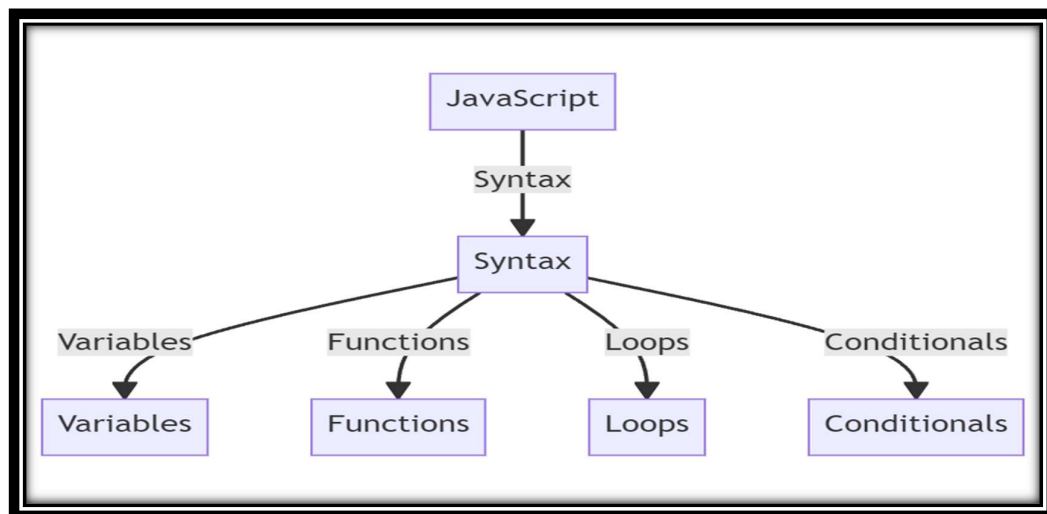 JavaScript
Syntax
Syntax
Variables Functions Loops Conditionals
Variables Functions Loops Conditionals